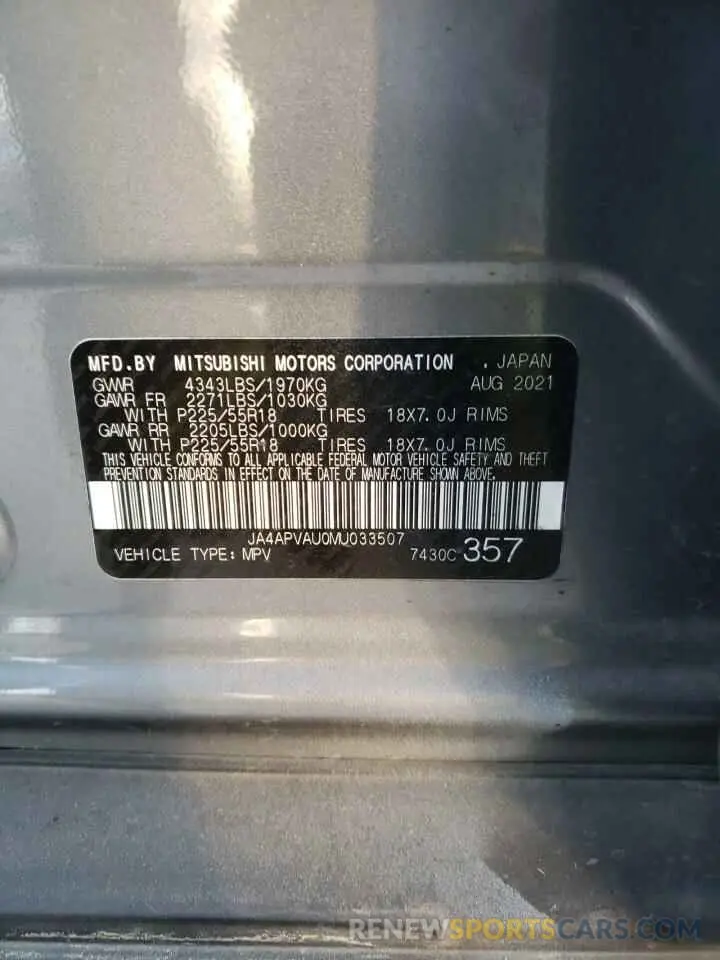 MFD.BY MITSUBISHI MOTORS CORPORATION . JAPAN
GVWR 4343LBS/1970KG AUG 2021
GAWR FR 2271LBS/1030KG
WITH P225/55R18 TIRES 18X7.0J RIMS
GAWR RR 2205LBS/1000KG
WITH P225/55R18 TIRES 18X7.0J RIMS
THIS VEHICLE CONFORMS TO ALL APPLICABLE FEDERAL MOTOR VEHICLE SAFETY AND THEFT
PREVENTION STANDARDS IN EFFECT ON THE DATE OF MANUFACTURE SHOWN ABOVE.
JA4APVAU0MU033507
VEHICLE TYPE: MPV 7430C 357
RENEWSPORTSCARS.COM